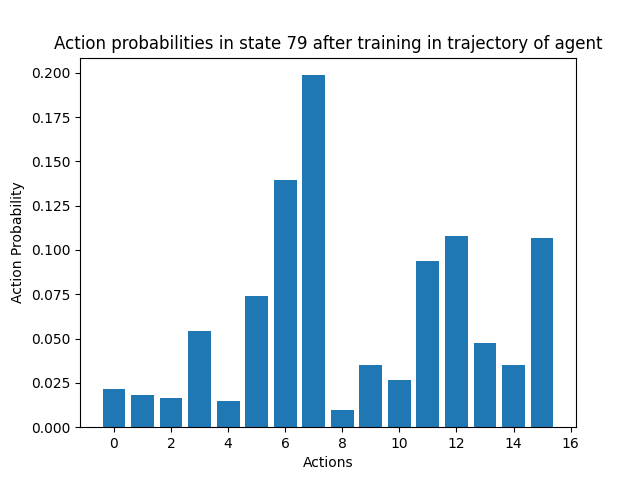 Action probabilities in state 79 after training in trajectory of agent
0.200
0.175
0.150
0.125
0.100
0.075
0.050
0.025
0.000
Action Probability
0 2 4 6 8 10 12 14 16
Actions